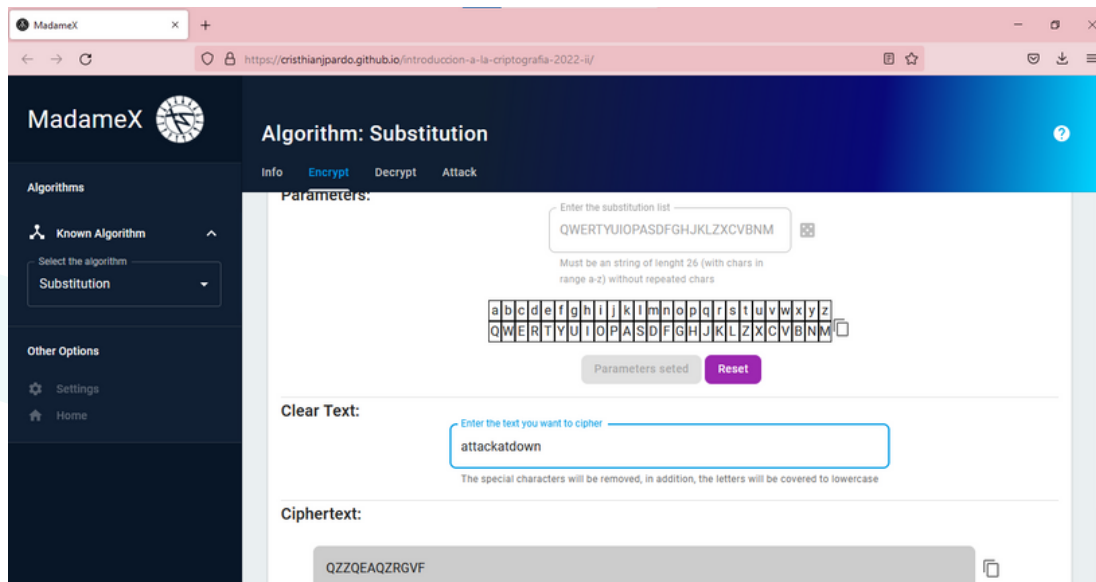 MadameX
https://cristhianjpardo.github.io/introduccion-a-la-criptografia-2022-ii/
MadameX
Algorithms
Known Algorithm
Select the algorithm
Substitution
Other Options
Settings
Home
Algorithm: Substitution
Info Encrypt Decrypt Attack
Parameters:
Enter the substitution list
QWERTYUIOPASDFGHJKLZXCVBNM
Must be an string of lenght 26 (with chars in
range a-z) without repeated chars
a b c d e f g h i j k l m n o p q r s t u v w x y z
Q W E R T Y U I O P A S D F G H J K L Z X C V B N M
Parameters seted Reset
Clear Text:
Enter the text you want to cipher
attackatdown
The special characters will be removed, in addition, the letters will be covered to lowercase
Ciphertext:
QZZQEAQZRGVF